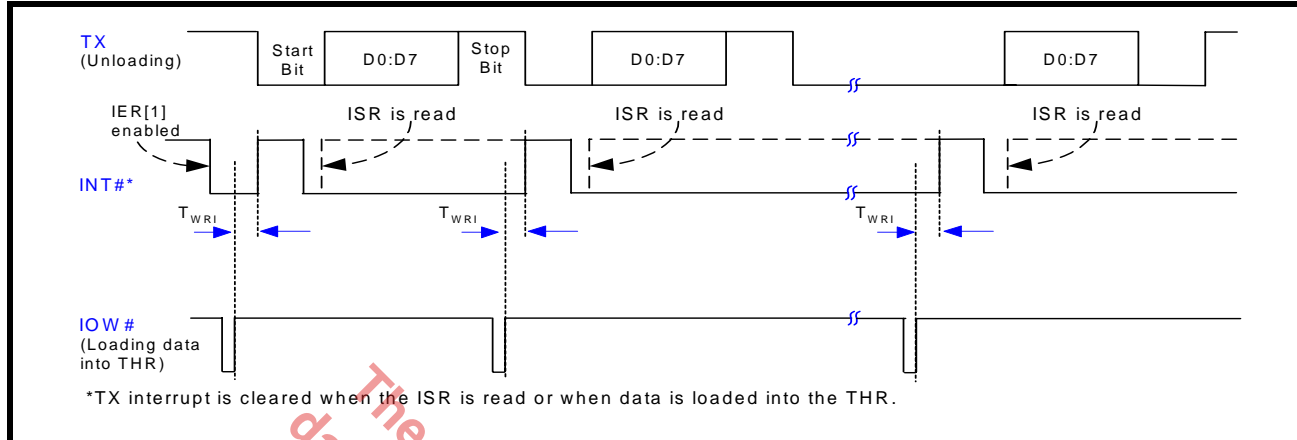 TX
(Unloading)
Start
Bit
D0:D7
Stop
Bit
D0:D7
D0:D7
IER[1]
enabled
ISR is read
ISR is read
ISR is read
INT#*
TWRI
TWRI
TWRI
IOW#
(Loading data
into THR)
*TX interrupt is cleared when the ISR is read or when data is loaded into the THR.
The